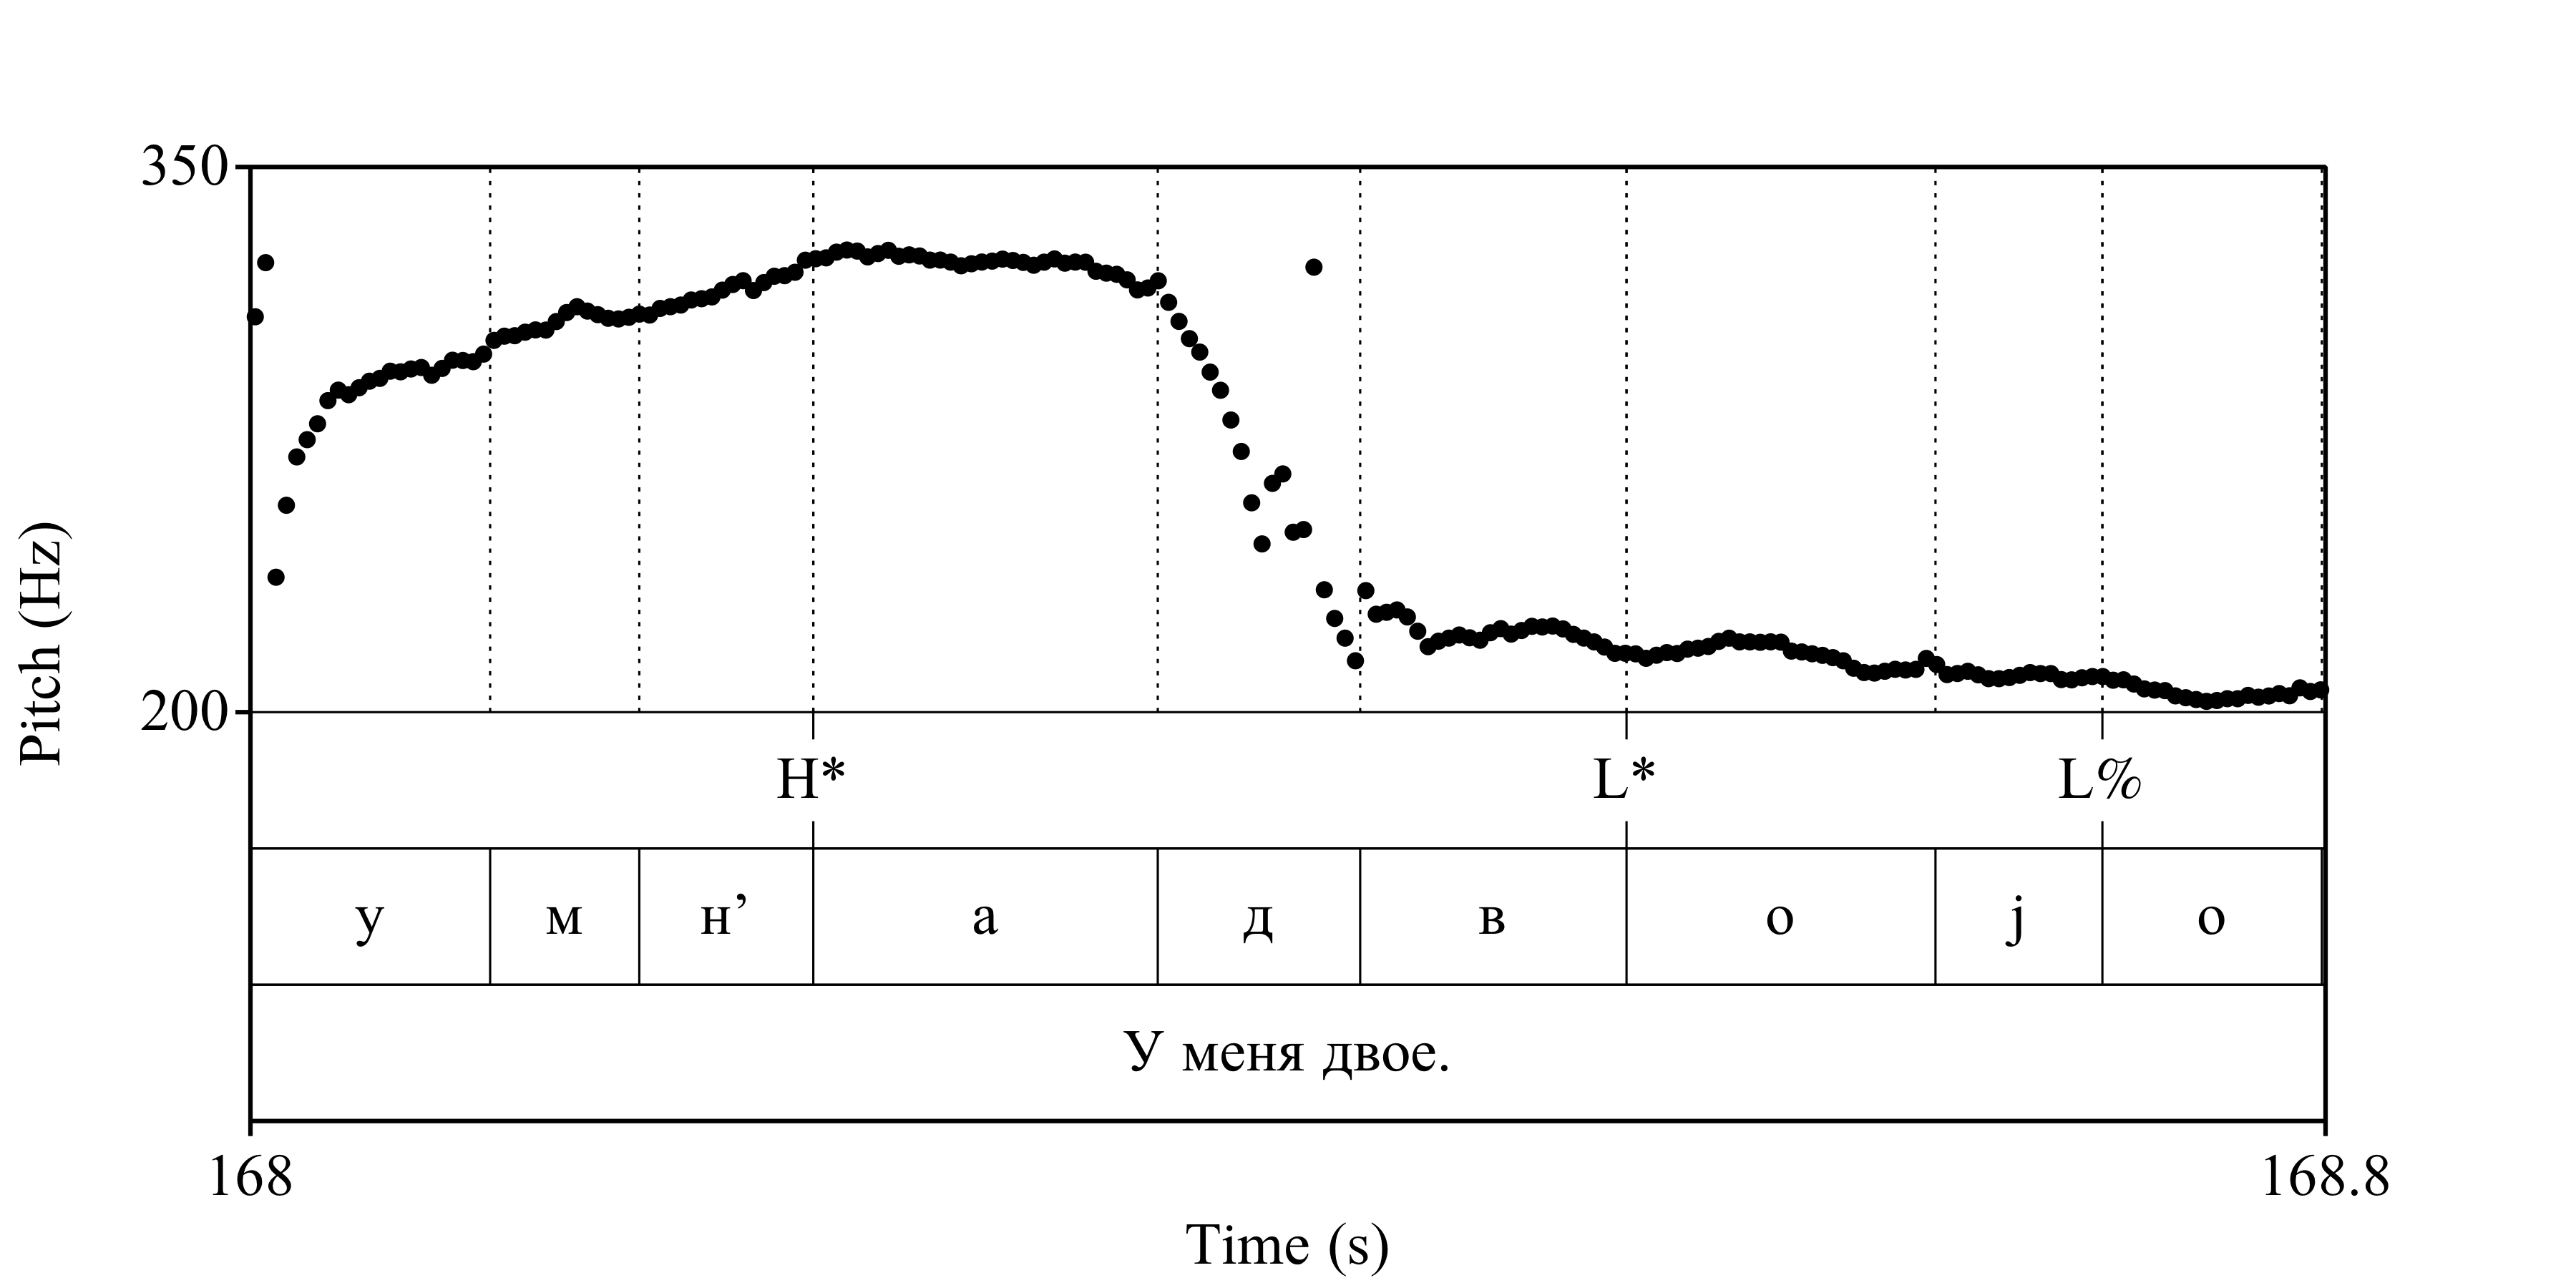 350
200
Pitch (Hz)
H* L* L%
у м н’ а д в о j о
У меня двое.
168 168.8
Time (s)